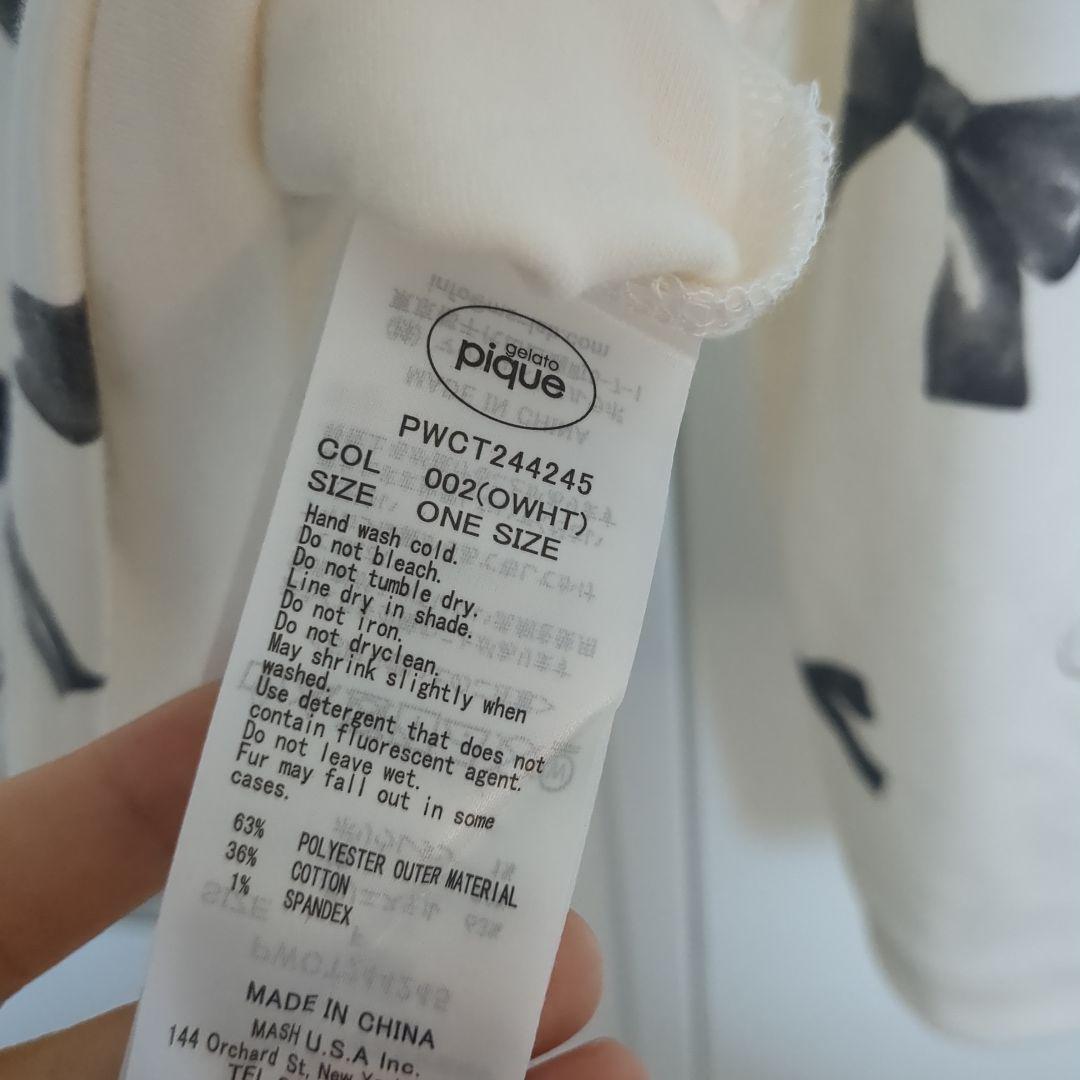 gelato
pique
PWCT244245
COL 002(OWHT)
SIZE ONE SIZE
Hand wash cold.
Do not bleach.
Do not tumble dry.
Line dry in shade.
Do not iron.
Do not dryclean.
May shrink slightly when
washed.
Use detergent that does not
contain fluorescent agent.
Do not leave wet.
Fur may fall out in some
cases.
63% POLYESTER OUTER MATERIAL
36% COTTON
1% SPANDEX
MADE IN CHINA
MASH U.S.A Inc.
144 Orchard St, New
TEL